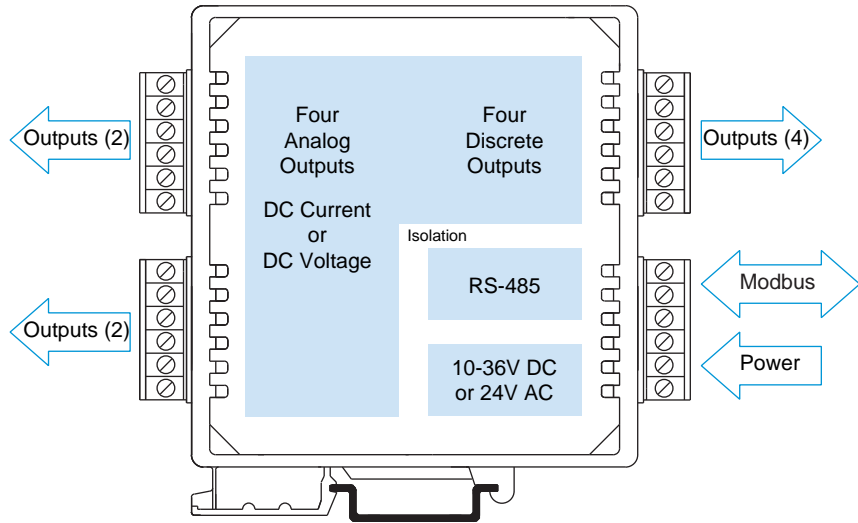 Four
Analog
Outputs
DC Current
or
DC Voltage
Four
Discrete
Outputs
Isolation
RS-485
10-36V DC
or 24V AC
Outputs (2)
Outputs (2)
Outputs (4)
Modbus
Power